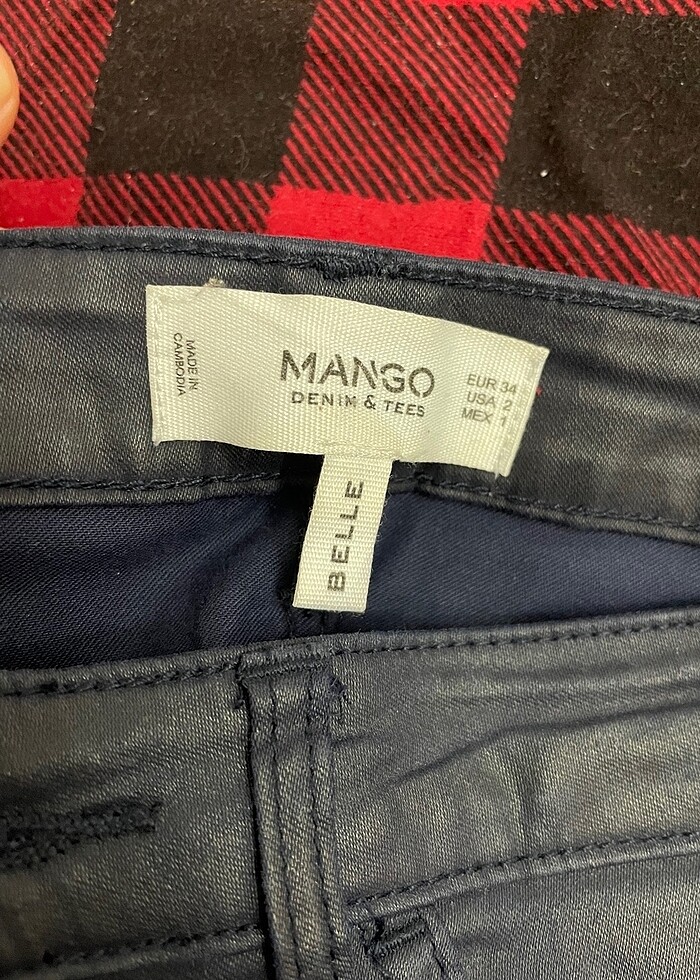 MADE IN
CAMBODIA
MANGO
DENIM & TEES
EUR 34
USA 2
MEX 1
BELLE